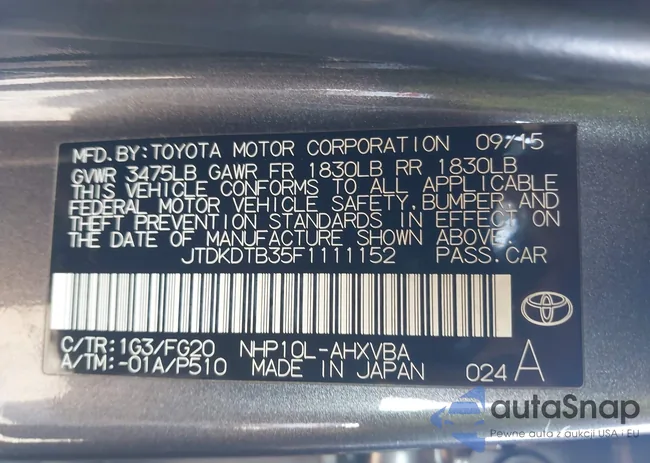 MFD.BY:TOYOTA MOTOR CORPORATION 09/15
GVWR 3475LB GAWR FR 1830LB RR 1830LB
THIS VEHICLE CONFORMS TO ALL APPLICABLE
FEDERAL MOTOR VEHICLE SAFETY,BUMPER,AND
THEFT PREVENTION STANDARDS IN EFFECT ON
THE DATE OF MANUFACTURE SHOWN ABOVE.
JTDKDTB35F1111152 PASS.CAR
C/TR:1G3/FG20 NHP10L-AHXVBA
A/TM:-01A/P510 MADE IN JAPAN 024 A
autaSnap
Pewne auto z aukcji USA i EU